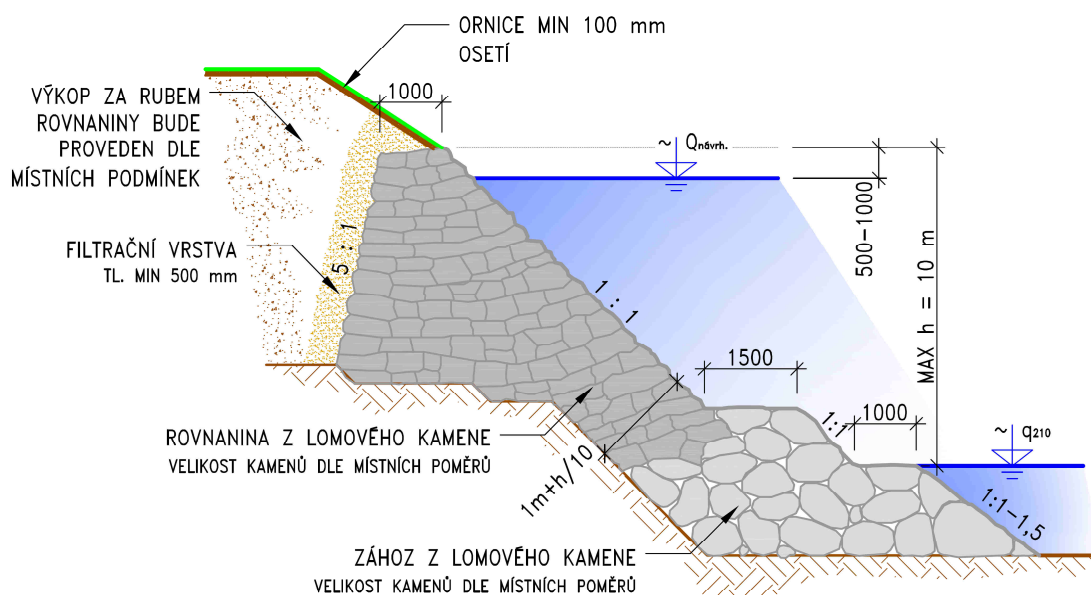 ORNICE MIN 100 mm
OSETÍ
VÝKOP ZA RUBEM
ROVNANINY BUDE
PROVEDEN DLE
MÍSTNÍCH PODMÍNEK
1000
~ Qnávrh.
500-1000
MAX h = 10 m
FILTRAČNÍ VRSTVA
TL. MIN 500 mm
5 : 1
1 : 1
1500
1:1
1000
~ q210
1:1-1,5
ROVNANINA Z LOMOVÉHO KAMENE
VELIKOST KAMENŮ DLE MÍSTNÍCH POMĚRŮ
1m+h/10
ZÁHOZ Z LOMOVÉHO KAMENE
VELIKOST KAMENŮ DLE MÍSTNÍCH POMĚRŮ